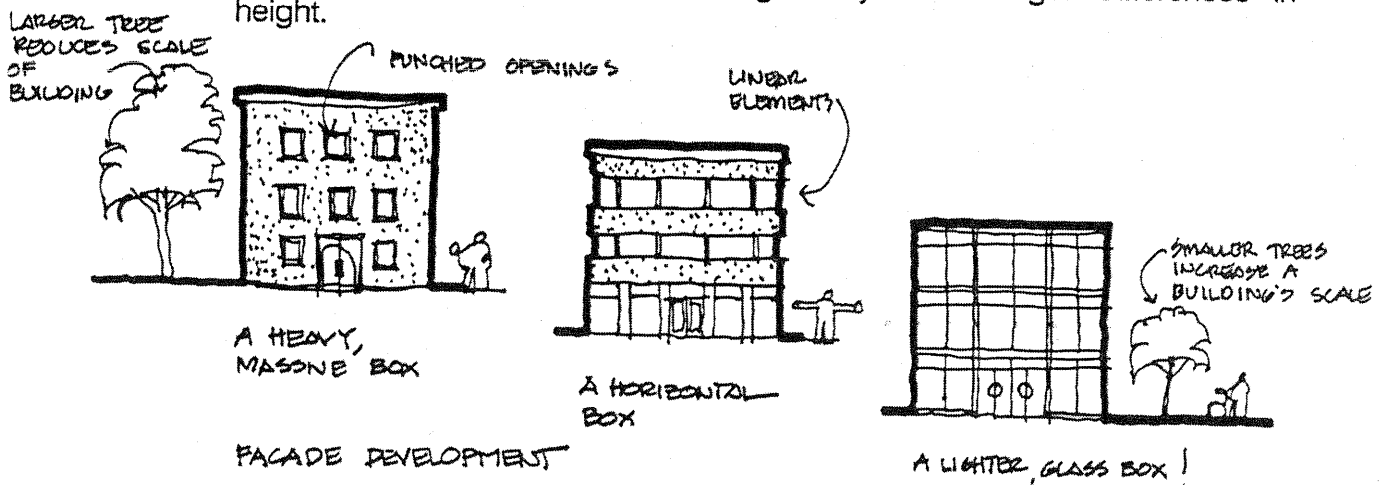 height.
LARGER TREE
REDUCES SCALE
OF
BUILDING
PUNCHED OPENINGS
LINEAR
ELEMENTS
SMALLER TREES
INCREASE A
BUILDING'S SCALE
A HEAVY,
MASSIVE BOX
A HORIZONTAL
BOX
A LIGHTER, GLASS BOX!
FACADE DEVELOPMENT